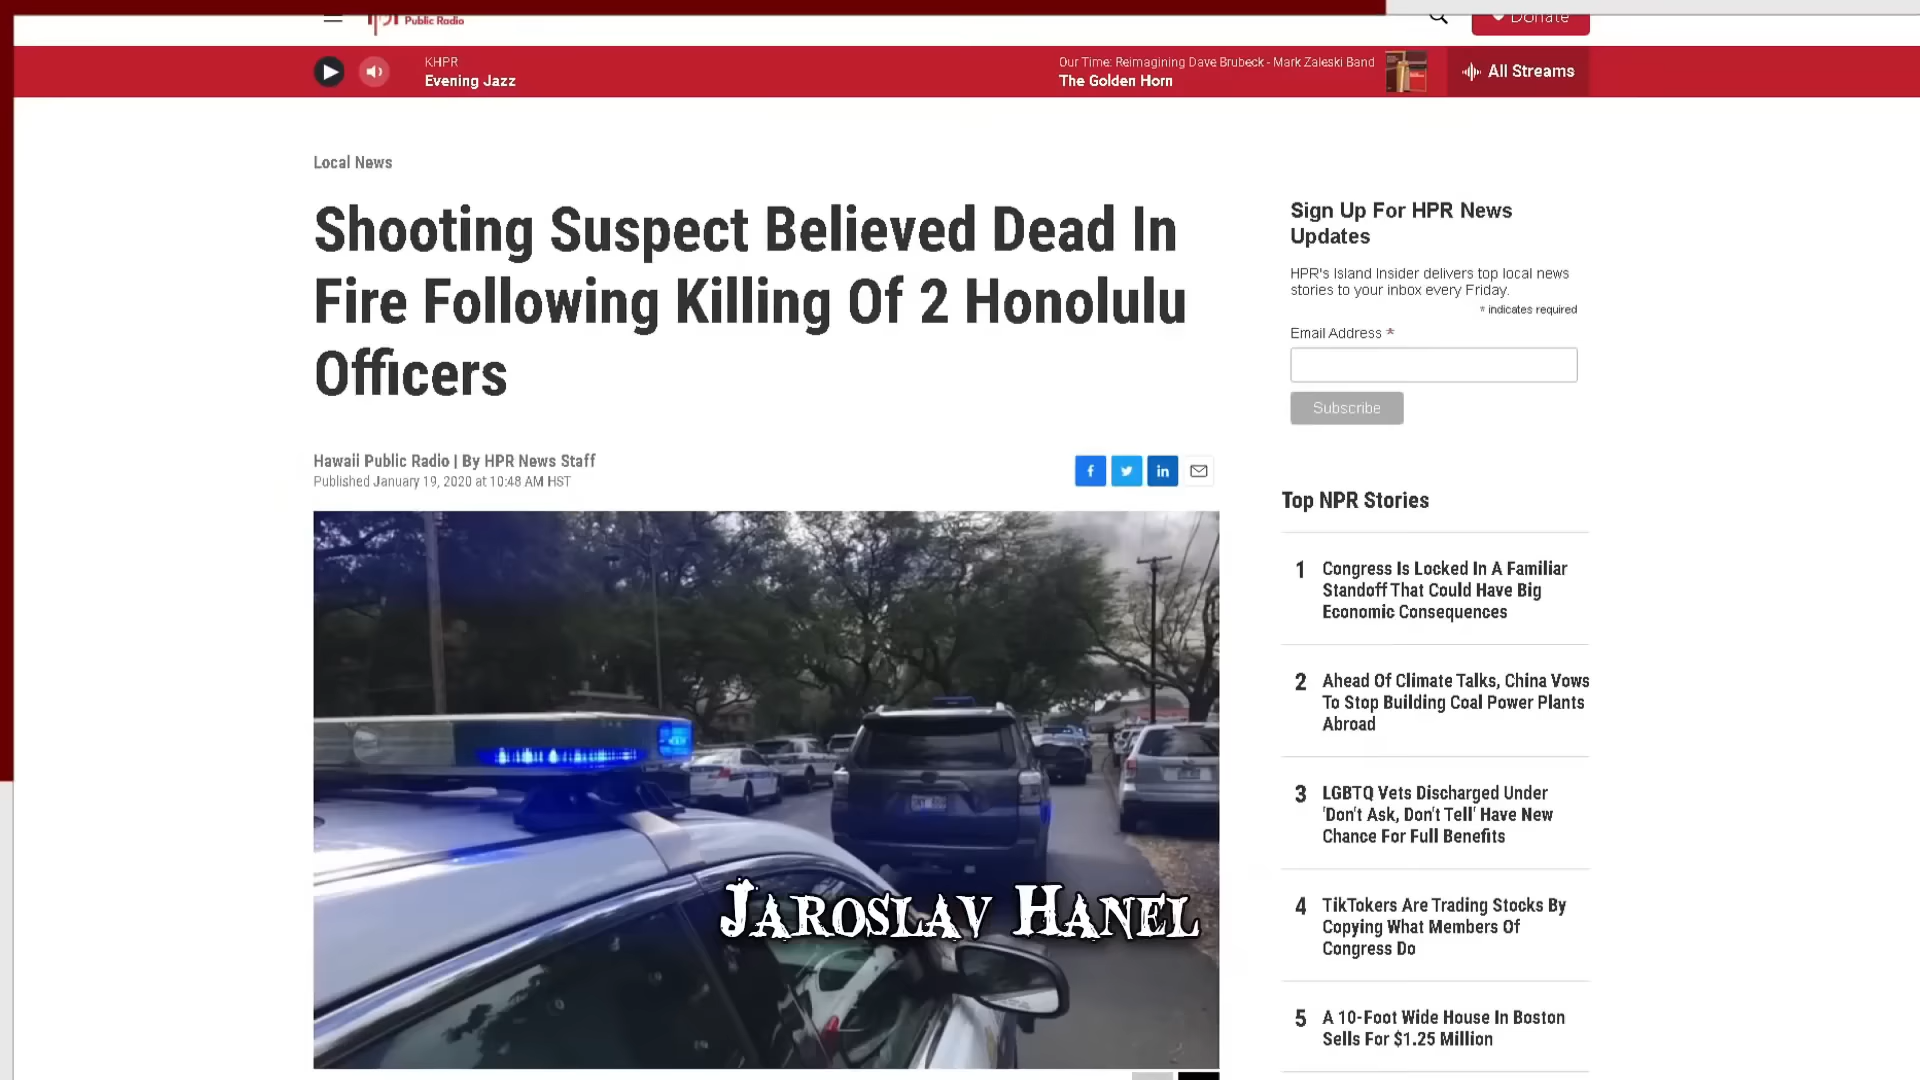 Public Radio
Donate
KHPR
Evening Jazz
Our Time: Reimagining Dave Brubeck - Mark Zaleski Band
The Golden Horn
All Streams
Local News
Shooting Suspect Believed Dead In
Fire Following Killing Of 2 Honolulu
Officers
Hawaii Public Radio | By HPR News Staff
Published January 19, 2020 at 10:48 AM HST
f
in
JAROSLAV HANEL
Sign Up For HPR News
Updates
HPR's Island Insider delivers top local news
stories to your inbox every Friday.
* indicates required
Email Address *
Subscribe
Top NPR Stories
1 Congress Is Locked In A Familiar
Standoff That Could Have Big
Economic Consequences
2 Ahead Of Climate Talks, China Vows
To Stop Building Coal Power Plants
Abroad
3 LGBTQ Vets Discharged Under
'Don't Ask, Don't Tell' Have New
Chance For Full Benefits
4 TikTokers Are Trading Stocks By
Copying What Members Of
Congress Do
5 A 10-Foot Wide House In Boston
Sells For $1.25 Million